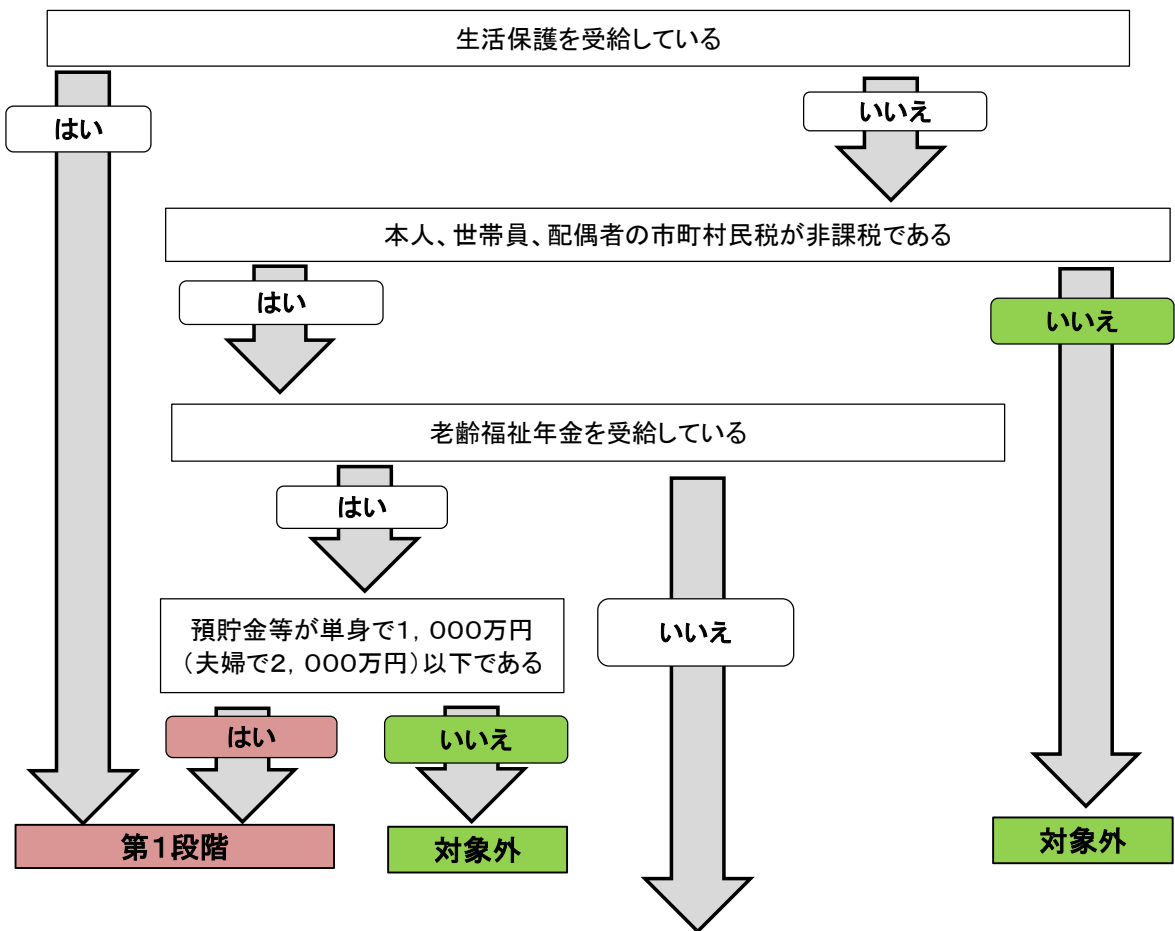 生活保護を受給している
はい
いいえ
本人、世帯員、配偶者の市町村民税が非課税である
はい
いいえ
老齢福祉年金を受給している
はい
いいえ
預貯金等が単身で1，000万円
（夫婦で2，000万円）以下である
はい
いいえ
第1段階
対象外
対象外